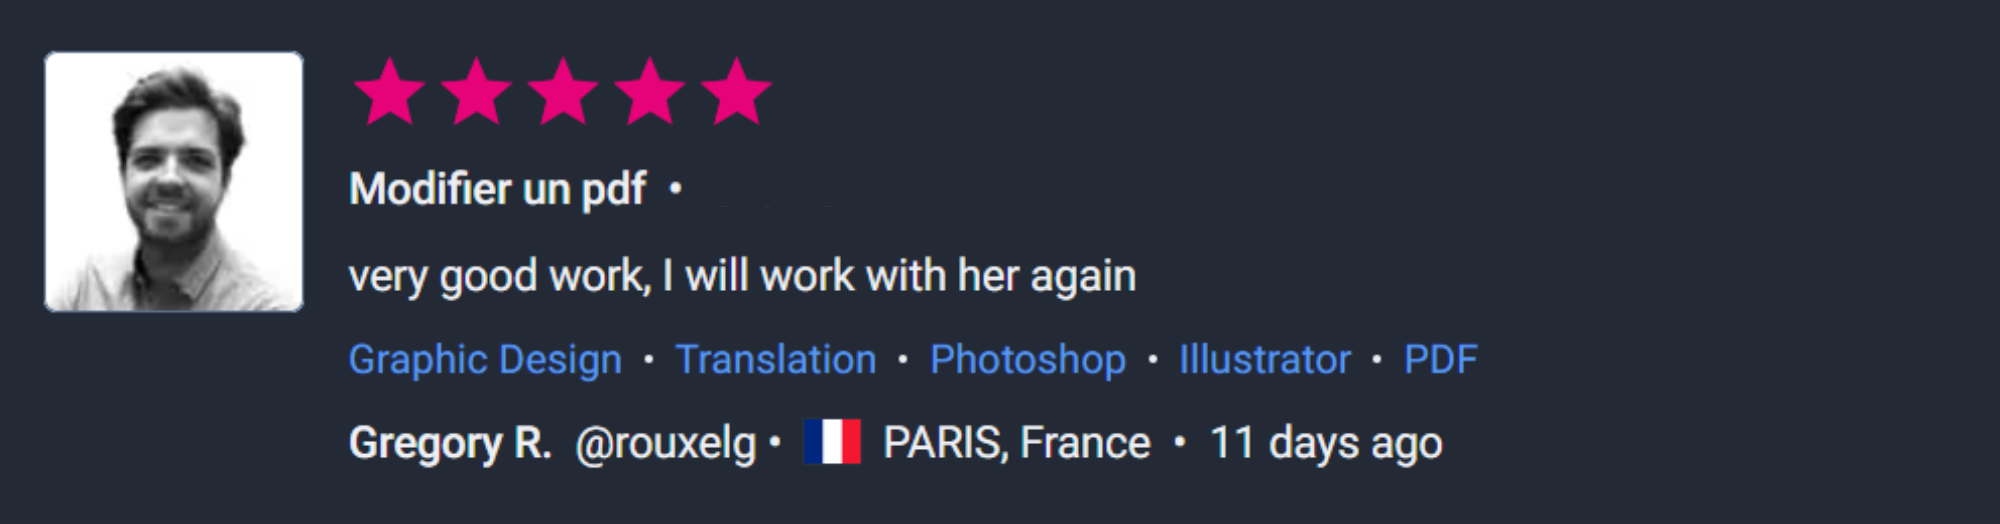 Modifier un pdf •
very good work, I will work with her again
Graphic Design • Translation • Photoshop • Illustrator • PDF
Gregory R. @rouxelg • PARIS, France • 11 days ago